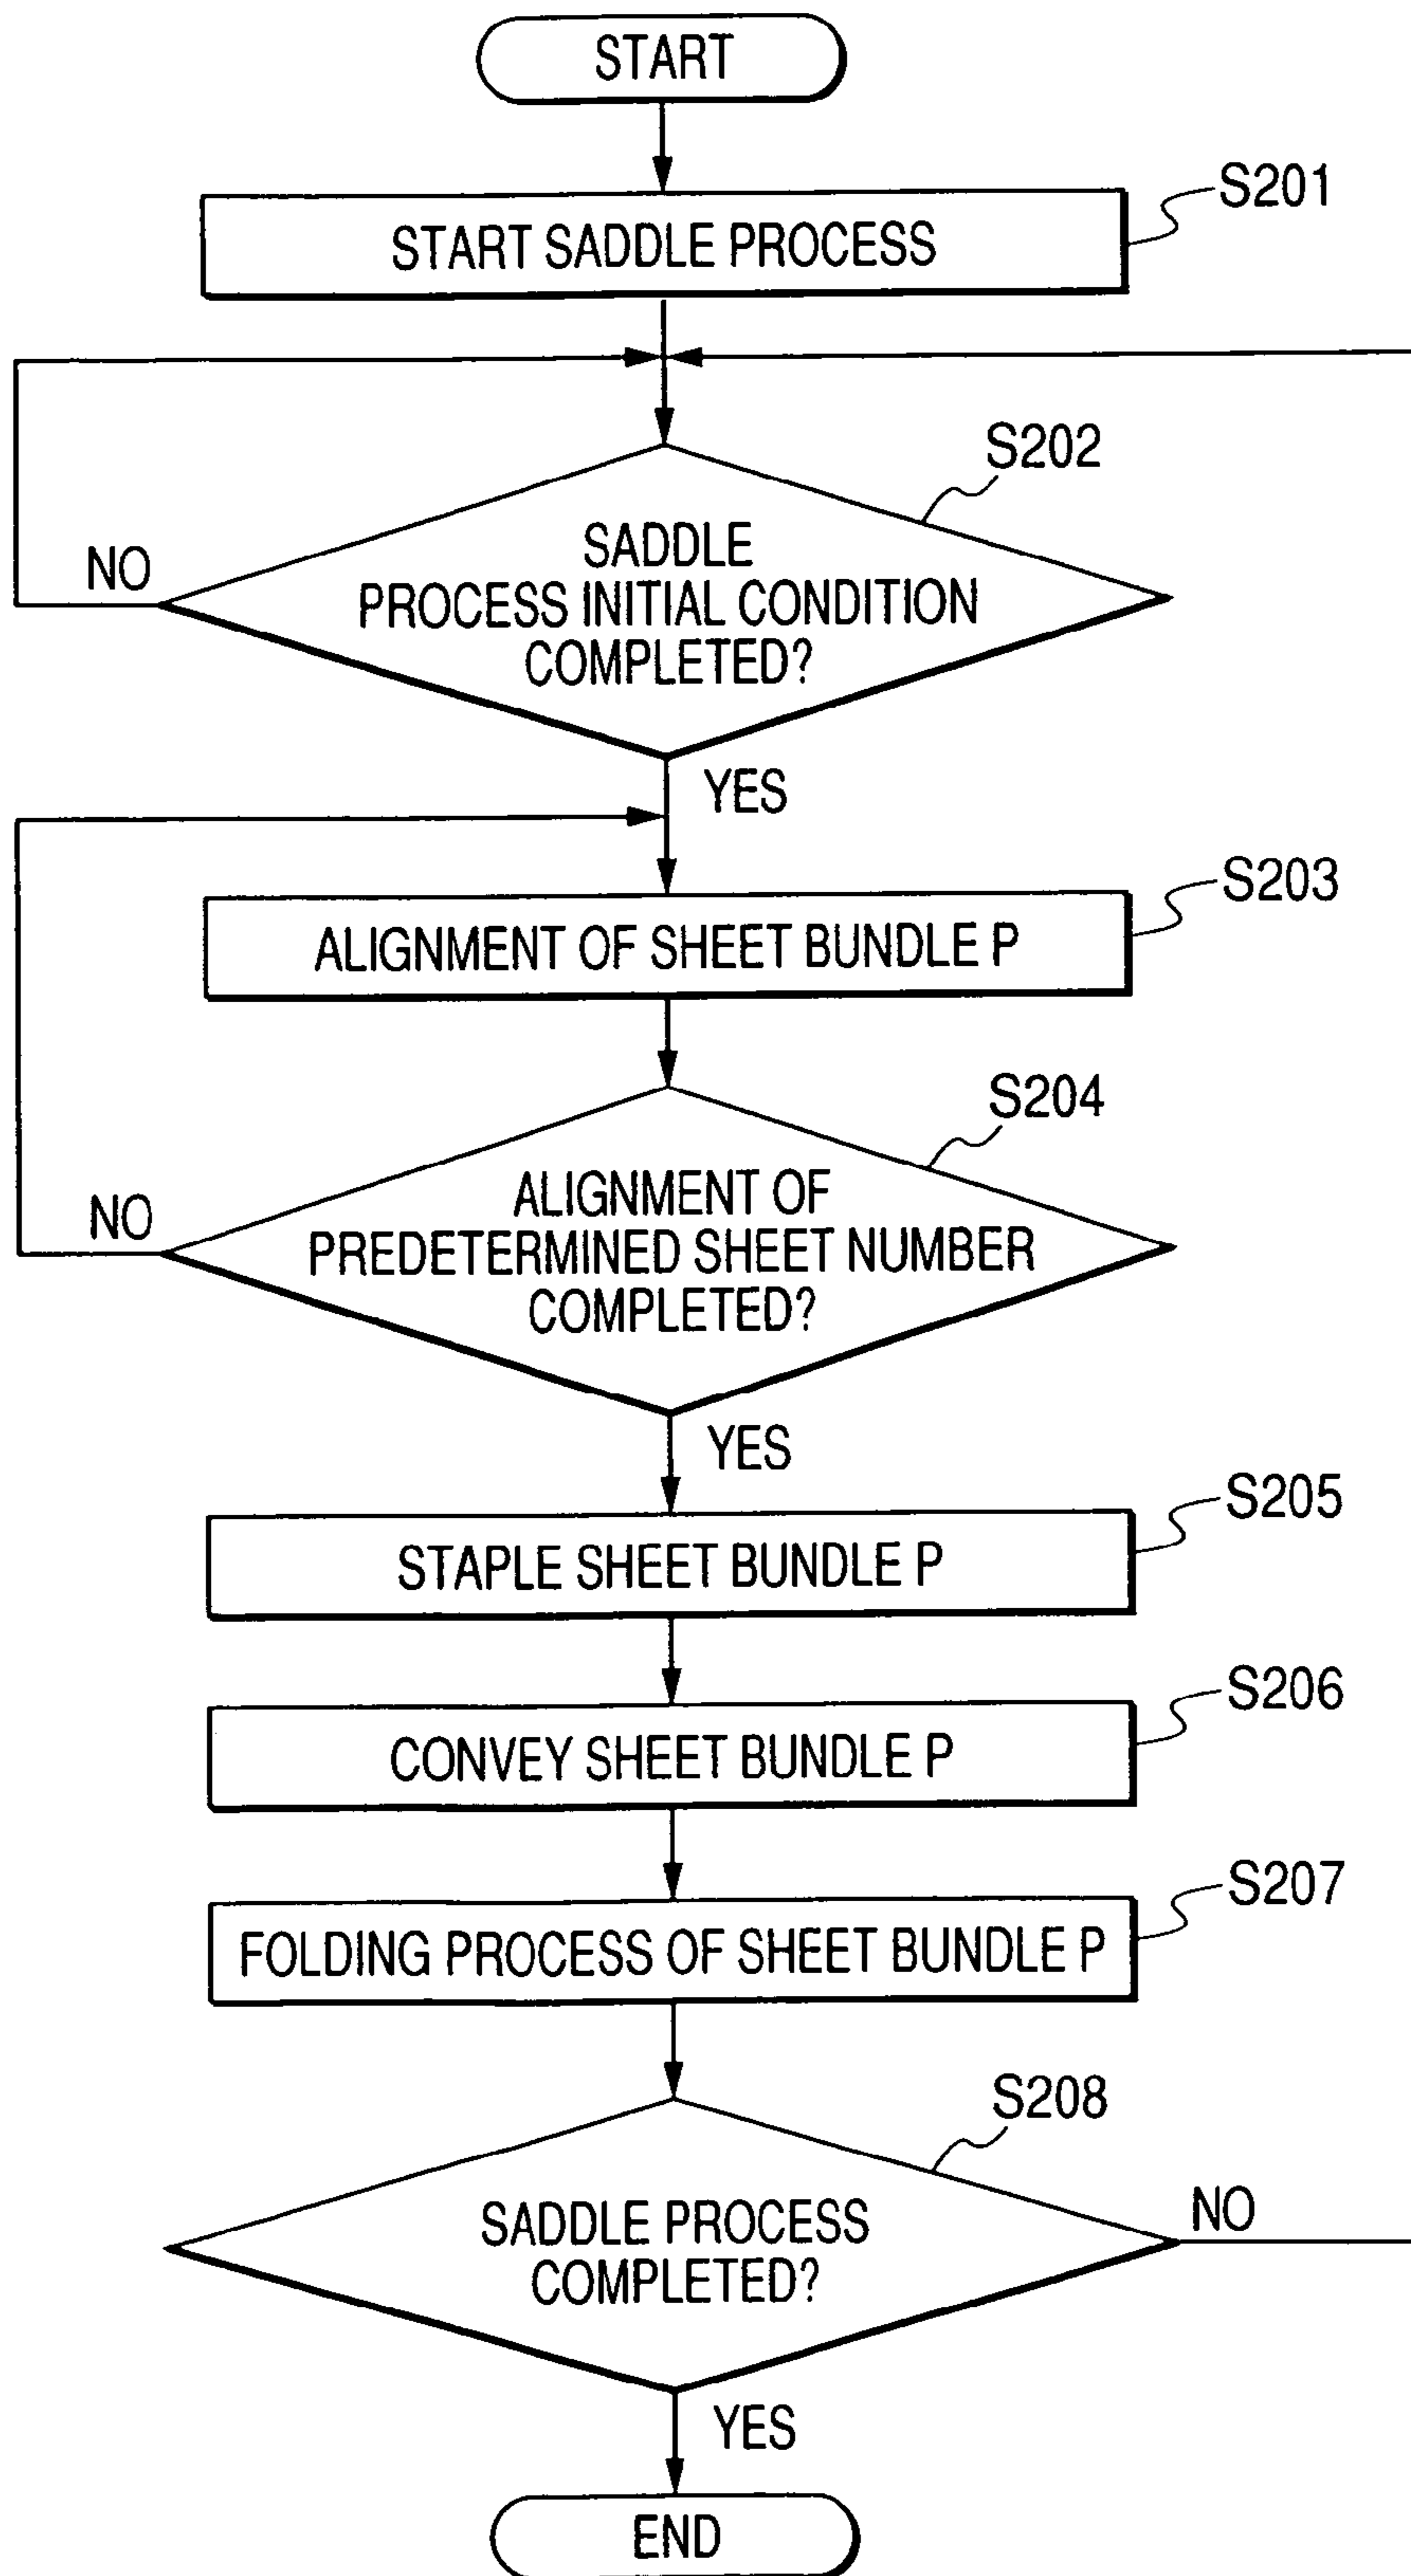 START
S201
START SADDLE PROCESS
S202
SADDLE
PROCESS INITIAL CONDITION
COMPLETED?
NO
YES
S203
ALIGNMENT OF SHEET BUNDLE P
S204
ALIGNMENT OF
PREDETERMINED SHEET NUMBER
COMPLETED?
NO
YES
S205
STAPLE SHEET BUNDLE P
S206
CONVEY SHEET BUNDLE P
S207
FOLDING PROCESS OF SHEET BUNDLE P
S208
SADDLE PROCESS
COMPLETED?
NO
YES
END